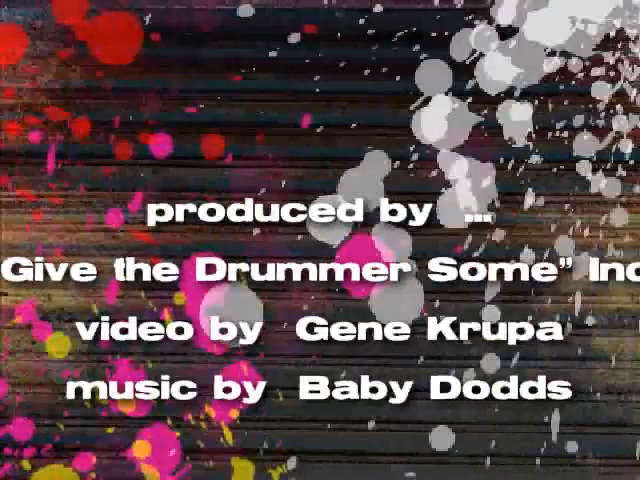 produced by ...
Give the Drummer Some" Inc
video by Gene Krupa
music by Baby Dodds